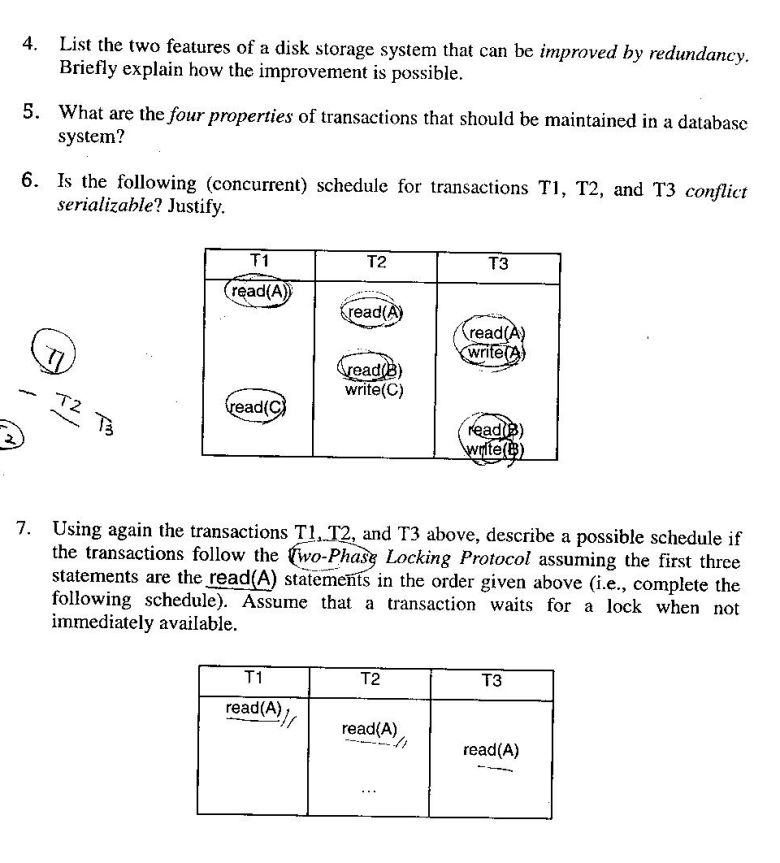 4. List the two features of a disk storage system that can be improved by redundancy.
Briefly explain how the improvement is possible.
5. What are the four properties of transactions that should be maintained in a database
system?
6. Is the following (concurrent) schedule for transactions T1, T2, and T3 conflict
serializable? Justify.
T1 T2 T3
read(A)
read(A)
read(A)
write(A)
read(B)
write(C)
read(C)
read(B)
write(B)
T1
T2 T3
2
7. Using again the transactions T1, T2, and T3 above, describe a possible schedule if
the transactions follow the Two-Phase Locking Protocol assuming the first three
statements are the read(A) statements in the order given above (i.e., complete the
following schedule). Assume that a transaction waits for a lock when not
immediately available.
T1 T2 T3
read(A)
read(A)
read(A)
...